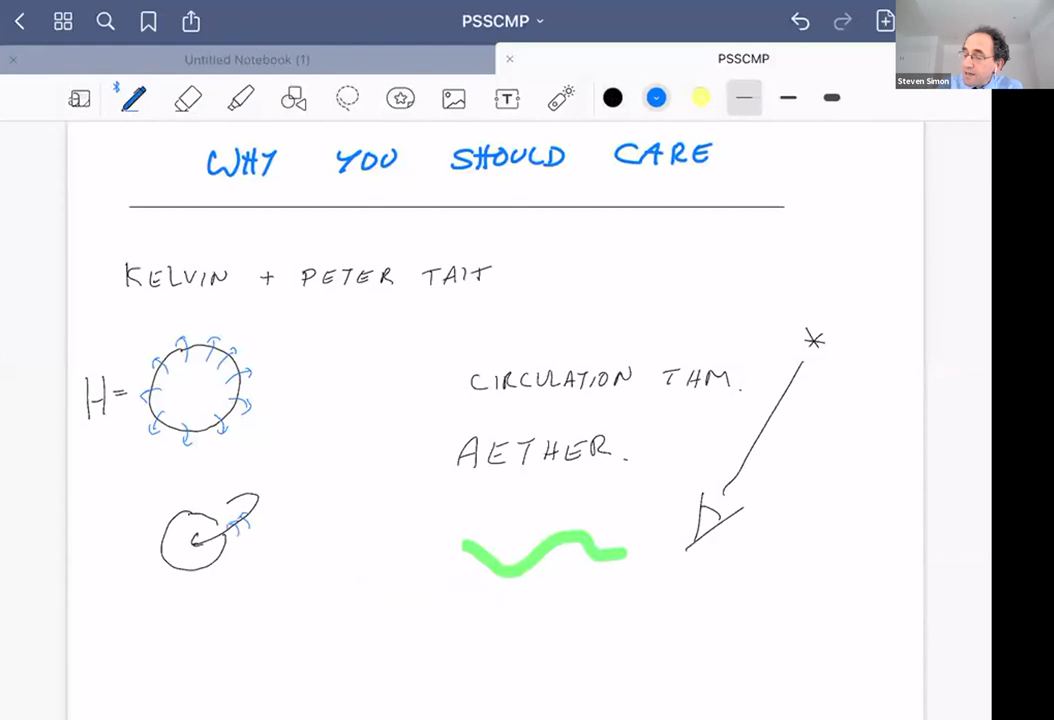 PSSCMP
Untitled Notebook (1)
PSSCMP
Steven Simon
T
WHY YOU SHOULD CARE
KELVIN + PETER TAIT
H =
CIRCULATION THM.
AETHER.